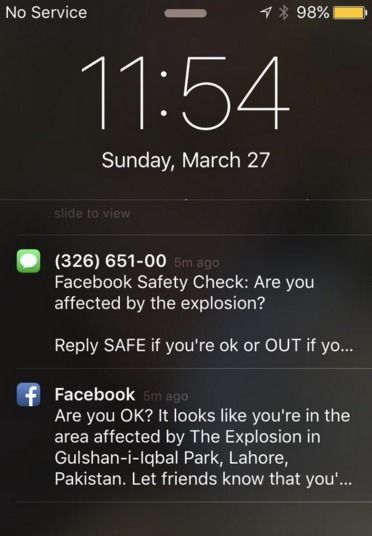 No Service 98%
11:54
Sunday, March 27
slide to view
(326) 651-00 5m ago
Facebook Safety Check: Are you
affected by the explosion?
Reply SAFE if you're ok or OUT if yo...
Facebook 5m ago
Are you OK? It looks like you're in the
area affected by The Explosion in
Gulshan-i-Iqbal Park, Lahore,
Pakistan. Let friends know that you'...